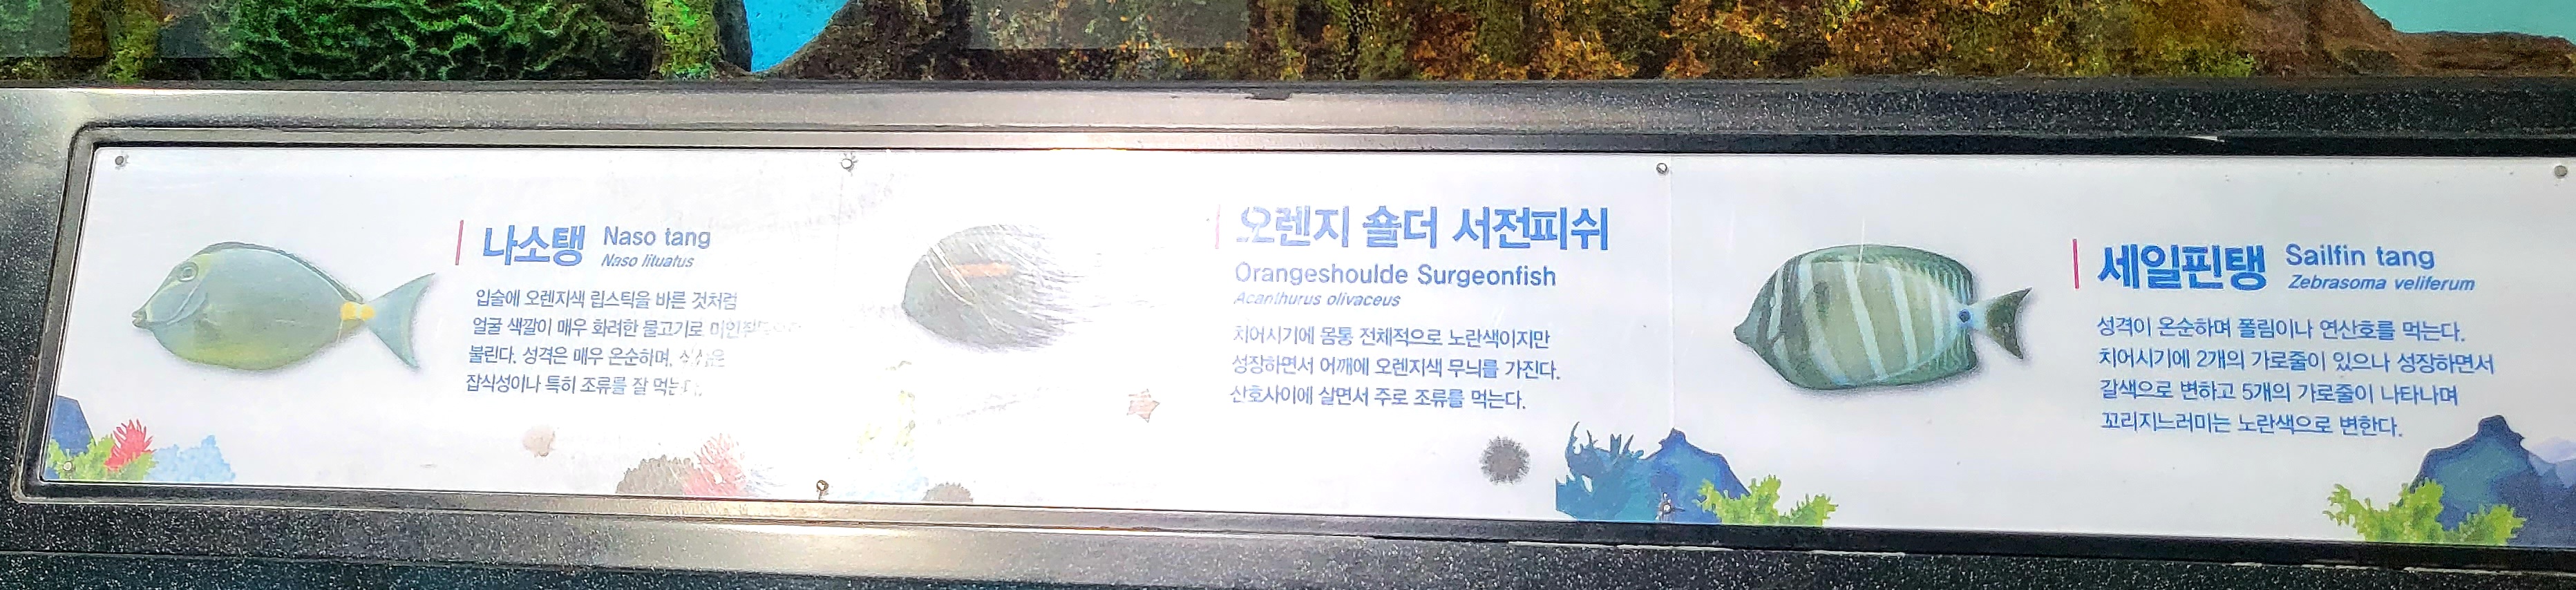 나소탱 Naso tang
Naso lituatus
입술에 오렌지색 립스틱을 바른 것처럼
얼굴 색깔이 매우 화려한 물고기로
불린다. 성격은 매우 온순하며,
잡식성이나 특히 조류를 잘
오렌지 숄더 서전피쉬
Orangeshoulde Surgeonfish
Acanthurus olivaceus
치어시기에 몸통 전체적으로 노란색이지만
성장하면서 어깨에 오렌지색 무늬를 가진다.
산호사이에 살면서 주로 조류를 먹는다.
세일핀탱 Sailfin tang
Zebrasoma veliferum
성격이 온순하며 폴립이나 연산호를 먹는다.
치어시기에 2개의 가로줄이 있으나 성장하면서
갈색으로 변하고 5개의 가로줄이 나타나며
꼬리지느러미는 노란색으로 변한다.